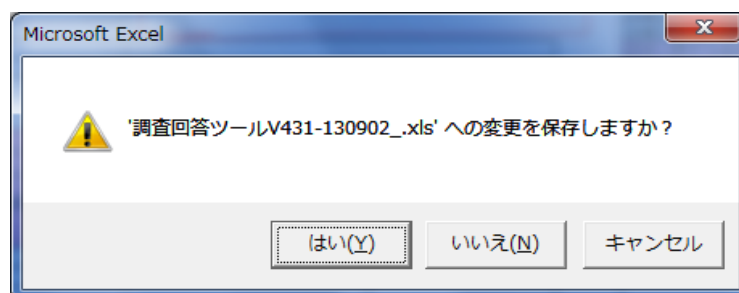 Microsoft Excel
'調査回答ツールV431-130902_.xls' への変更を保存しますか？
はい(Y)
いいえ(N)
キャンセル